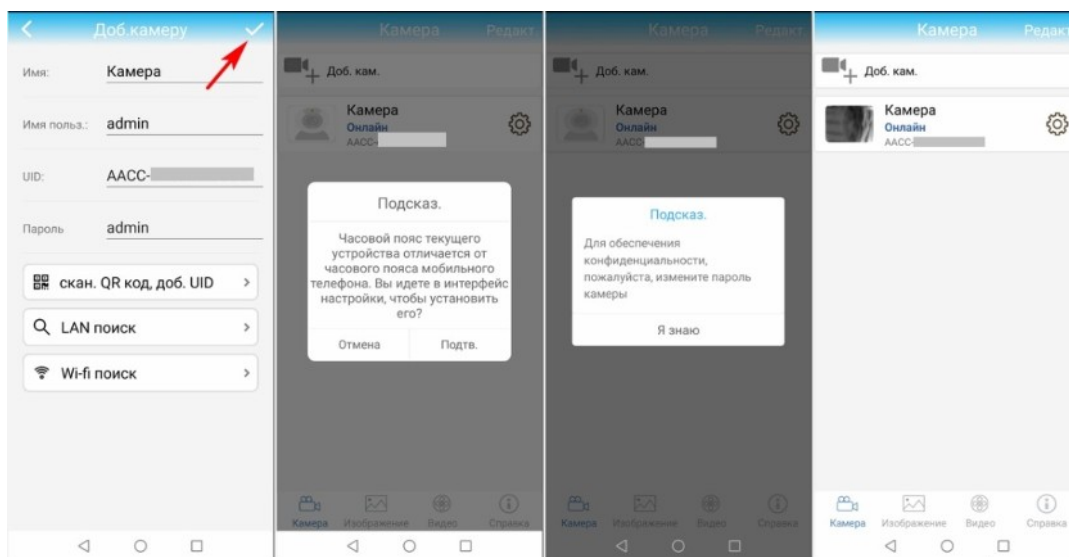 Доб.камеру
Имя: Камера
Имя польз.: admin
UID: AACC-
Пароль admin
скан. QR код, доб. UID
LAN поиск
Wi-fi поиск
Камера Редакт.
Доб. кам.
Камера
Онлайн
AACC-
Подсказ.
Часовой пояс текущего
устройства отличается от
часового пояса мобильного
телефона. Вы идете в интерфейс
настройки, чтобы установить
его?
Отмена Подтв.
Камера Изображение Видео Справка
Камера Редакт
Доб. кам.
Камера
Онлайн
AACC-
Подсказ.
Для обеспечения
конфиденциальности,
пожалуйста, измените пароль
камеры
Я знаю
Камера Изображение Видео Справка
Камера Редакт
Доб. кам.
Камера
Онлайн
AACC-
Камера Изображение Видео Справка